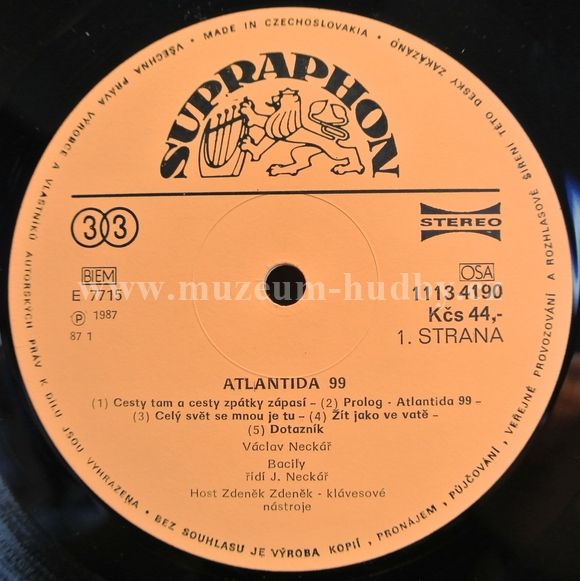 VŠECHNA PRÁVA VÝROBCE A VLASTNÍKŮ AUTORSKÝCH PRÁV K DÍLU JSOU VYHRAZENA • BEZ SOUHLASU JE VÝROBA KOPIÍ, PRONÁJEM, PŮJČOVÁNÍ, VEŘEJNÉ PROVOZOVÁNÍ A ROZHLASOVÉ ŠÍŘENÍ TÉTO DESKY ZAKÁZÁNO • MADE IN CZECHOSLOVAKIA •
SUPRAPHON
33
STEREO
BIEM
OSA
E 7715
www.muzeum-hudby
1113 4190
Ⓟ 1987
Kčs 44,-
87 1
1. STRANA
ATLANTIDA 99
(1) Cesty tam a cesty zpátky zápasí – (2) Prolog - Atlantida 99 –
(3) Celý svět se mnou je tu – (4) Žít jako ve vatě –
(5) Dotazník
Václav Neckář
Bacily
řídí J. Neckář
Host Zdeněk Zdeněk - klávesové
nástroje